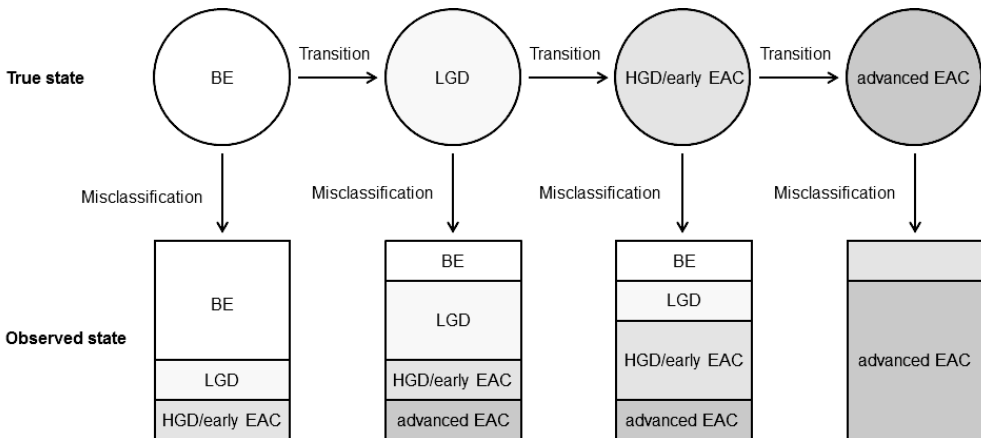 Transition
Transition
Transition
True state
BE
LGD
HGD/early EAC
advanced EAC
Misclassification
Misclassification
Misclassification
Misclassification
Observed state
BE
LGD
HGD/early EAC
BE
LGD
HGD/early EAC
advanced EAC
BE
LGD
HGD/early EAC
advanced EAC
advanced EAC